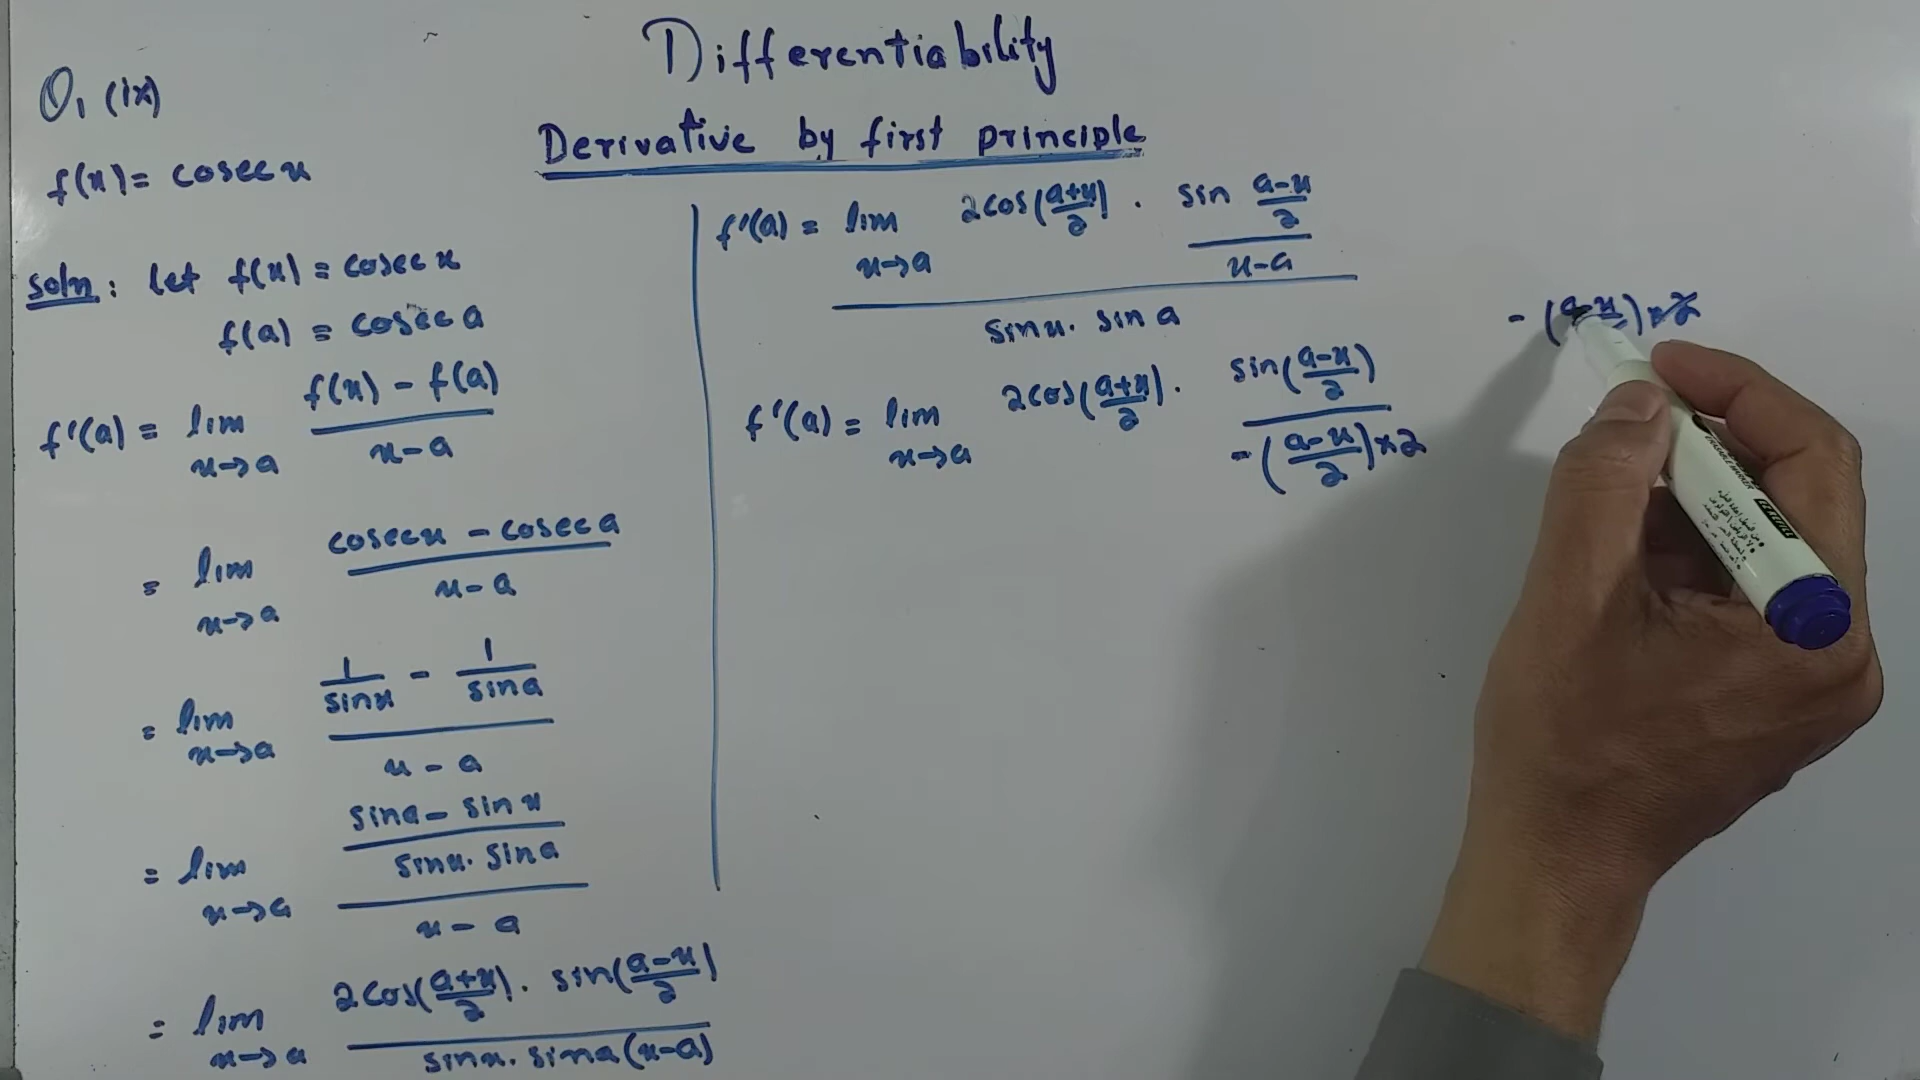 Differentiability
Derivative by first principle
Q1 (ix)
f(x) = cosec x
soln: let f(x) = cosec x
f(a) = cosec a
f'(a) = lim x→a (f(x) - f(a))/(x-a)
= lim x→a (cosec x - cosec a)/(x-a)
= lim x→a (1/sin x - 1/sin a)/(x-a)
= lim x→a ((sin a - sin x)/(sin x . sin a))/(x-a)
= lim x→a (2cos((a+x)/2) . sin((a-x)/2))/(sin x . sin a (x-a))
f'(a) = lim x→a (2cos((a+x)/2) . (sin (a-x)/2)/(x-a))/(sin x . sin a)
f'(a) = lim x→a 2cos((a+x)/2) . sin((a-x)/2)/(-((a-x)/2)×2)